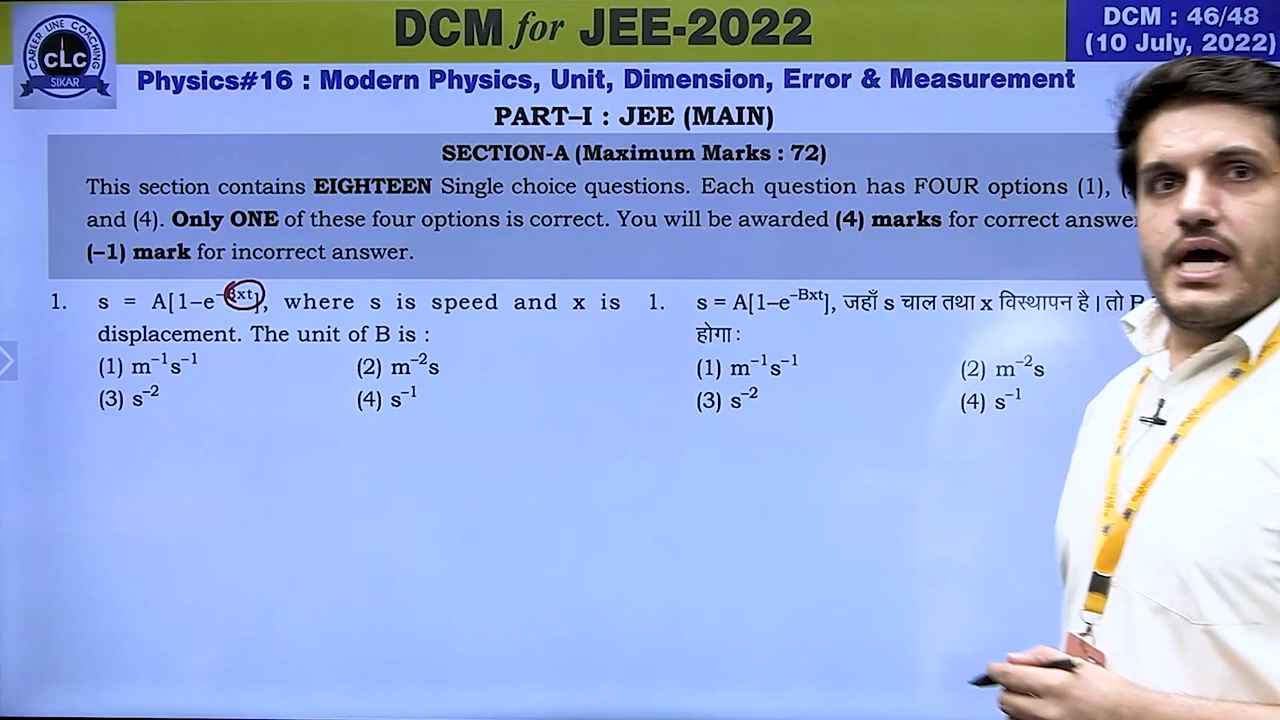 DCM for JEE-2022
DCM : 46/48
(10 July, 2022)
CAREER LINE COACHING
CLC
SIKAR
Physics#16 : Modern Physics, Unit, Dimension, Error & Measurement
PART–I : JEE (MAIN)
SECTION-A (Maximum Marks : 72)
This section contains EIGHTEEN Single choice questions. Each question has FOUR options (1), (
and (4). Only ONE of these four options is correct. You will be awarded (4) marks for correct answer
(–1) mark for incorrect answer.
1. s = A[1–e⁻ᴮˣᵗ], where s is speed and x is
displacement. The unit of B is :
(1) m⁻¹s⁻¹ (2) m⁻²s
(3) s⁻² (4) s⁻¹
1. s = A[1–e⁻ᴮˣᵗ], जहाँ s चाल तथा x विस्थापन है। तो B
होगा :
(1) m⁻¹s⁻¹ (2) m⁻²s
(3) s⁻² (4) s⁻¹